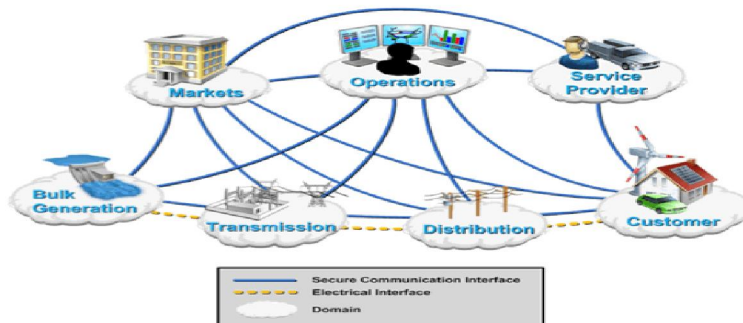 Markets
Operations
Service
Provider
Bulk
Generation
Transmission
Distribution
Customer
Secure Communication Interface
Electrical Interface
Domain